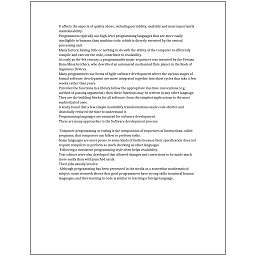 It affects the aspects of quality above, including portability, usability and most importantly
maintainability.
Programmers typically use high-level programming languages that are more easily
intelligible to humans than machine code, which is directly executed by the central
processing unit.
Many factors, having little or nothing to do with the ability of the computer to efficiently
compile and execute the code, contribute to readability.
As early as the 9th century, a programmable music sequencer was invented by the Persian
Banu Musa brothers, who described an automated mechanical flute player in the Book of
Ingenious Devices.
Many programmers use forms of Agile software development where the various stages of
formal software development are more integrated together into short cycles that take a few
weeks rather than years.
Provided the functions in a library follow the appropriate run-time conventions (e.g.,
method of passing arguments), then these functions may be written in any other language.
They are the building blocks for all software, from the simplest applications to the most
sophisticated ones.
A study found that a few simple readability transformations made code shorter and
drastically reduced the time to understand it.
Programming languages are essential for software development.
There are many approaches to the Software development process.

Computer programming or coding is the composition of sequences of instructions, called
programs, that computers can follow to perform tasks.
Some languages are more prone to some kinds of faults because their specification does not
require compilers to perform as much checking as other languages.
Following a consistent programming style often helps readability.
Text editors were also developed that allowed changes and corrections to be made much
more easily than with punched cards.
Their jobs usually involve:
Although programming has been presented in the media as a somewhat mathematical
subject, some research shows that good programmers have strong skills in natural human
languages, and that learning to code is similar to learning a foreign language.